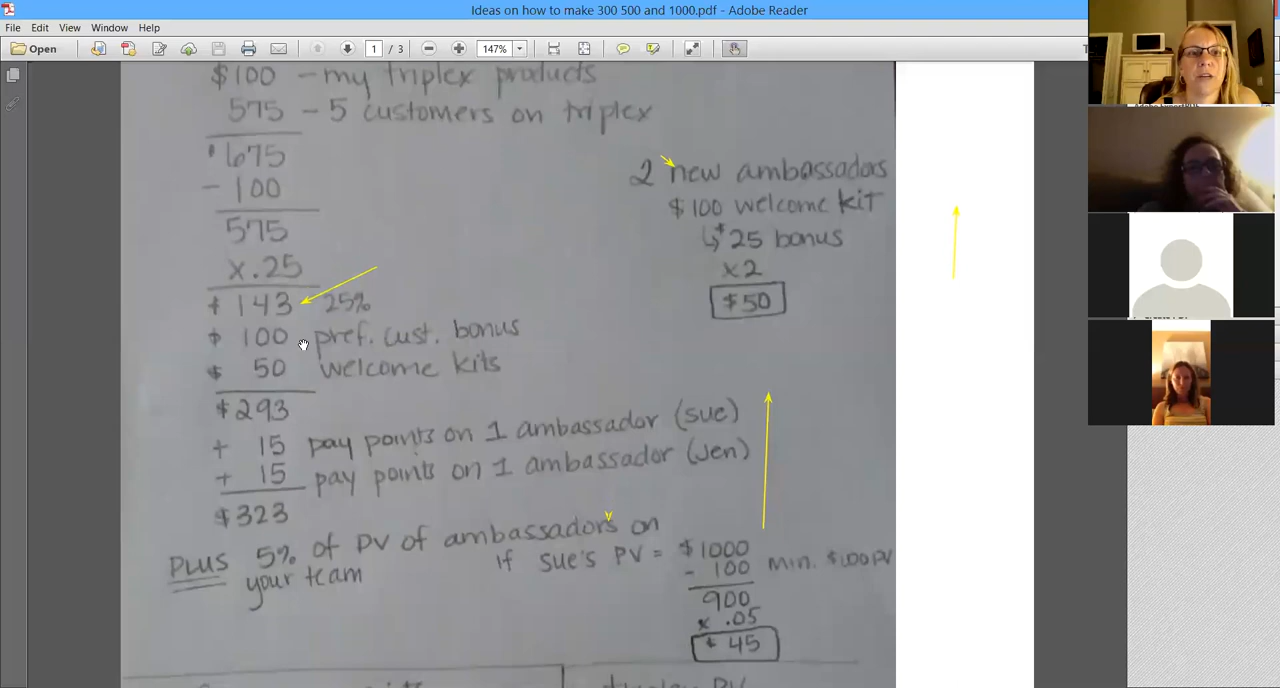 Ideas on how to make 300 500 and 1000.pdf - Adobe Reader
File Edit View Window Help
Open 1 / 3 147%
$100 - my triplex products
575 - 5 customers on triplex
$675
- 100
575
x .25
$ 143 25%
$ 100 pref. cust. bonus
$ 50 welcome kits
$293
+ 15 pay points on 1 ambassador (sue)
+ 15 pay points on 1 ambassador (Jen)
$323
PLUS 5% of PV of ambassadors on
your team
2 new ambassadors
$100 welcome kit
↳ $25 bonus
x2
$50
if sue's PV = $1000
- 100 min. $100 PV
900
x .05
$ 45